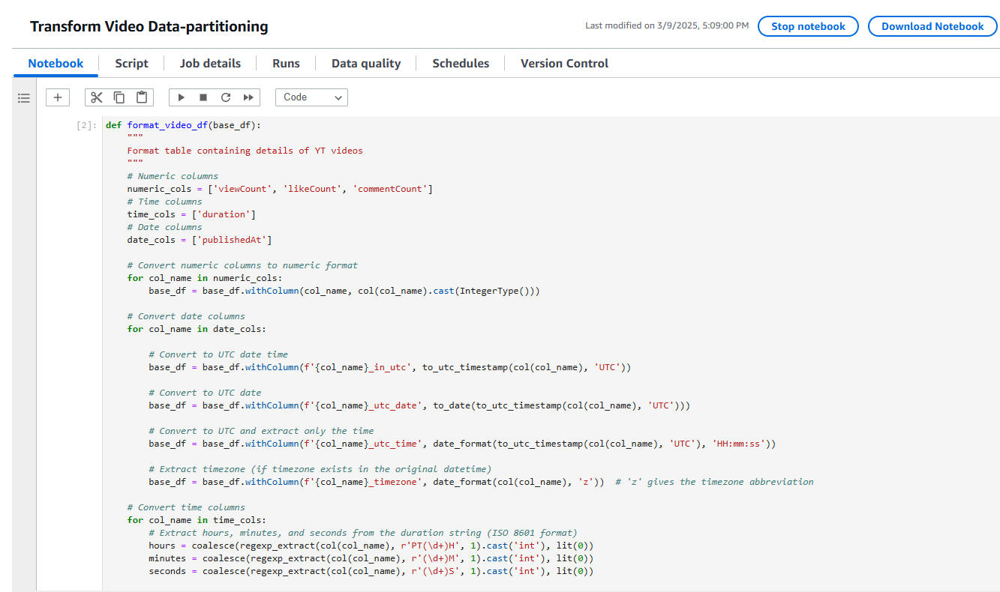 Transform Video Data-partitioning
Last modified on 3/9/2025, 5:09:00 PM
Stop notebook
Download Notebook
Notebook
Script
Job details
Runs
Data quality
Schedules
Version Control
Code
[2]:
def format_video_df(base_df):
    """
    Format table containing details of YT videos
    """
    # Numeric columns
    numeric_cols = ['viewCount', 'likeCount', 'commentCount']
    # Time columns
    time_cols = ['duration']
    # Date columns
    date_cols = ['publishedAt']

    # Convert numeric columns to numeric format
    for col_name in numeric_cols:
        base_df = base_df.withColumn(col_name, col(col_name).cast(IntegerType()))

    # Convert date columns
    for col_name in date_cols:

        # Convert to UTC date time
        base_df = base_df.withColumn(f'{col_name}_in_utc', to_utc_timestamp(col(col_name), 'UTC'))

        # Convert to UTC date
        base_df = base_df.withColumn(f'{col_name}_utc_date', to_date(to_utc_timestamp(col(col_name), 'UTC')))

        # Convert to UTC and extract only the time
        base_df = base_df.withColumn(f'{col_name}_utc_time', date_format(to_utc_timestamp(col(col_name), 'UTC'), 'HH:mm:ss'))

        # Extract timezone (if timezone exists in the original datetime)
        base_df = base_df.withColumn(f'{col_name}_timezone', date_format(col(col_name), 'z'))  # 'z' gives the timezone abbreviation

    # Convert time columns
    for col_name in time_cols:
        # Extract hours, minutes, and seconds from the duration string (ISO 8601 format)
        hours = coalesce(regexp_extract(col(col_name), r'PT(\d+)H', 1).cast('int'), lit(0))
        minutes = coalesce(regexp_extract(col(col_name), r'(\d+)M', 1).cast('int'), lit(0))
        seconds = coalesce(regexp_extract(col(col_name), r'(\d+)S', 1).cast('int'), lit(0))